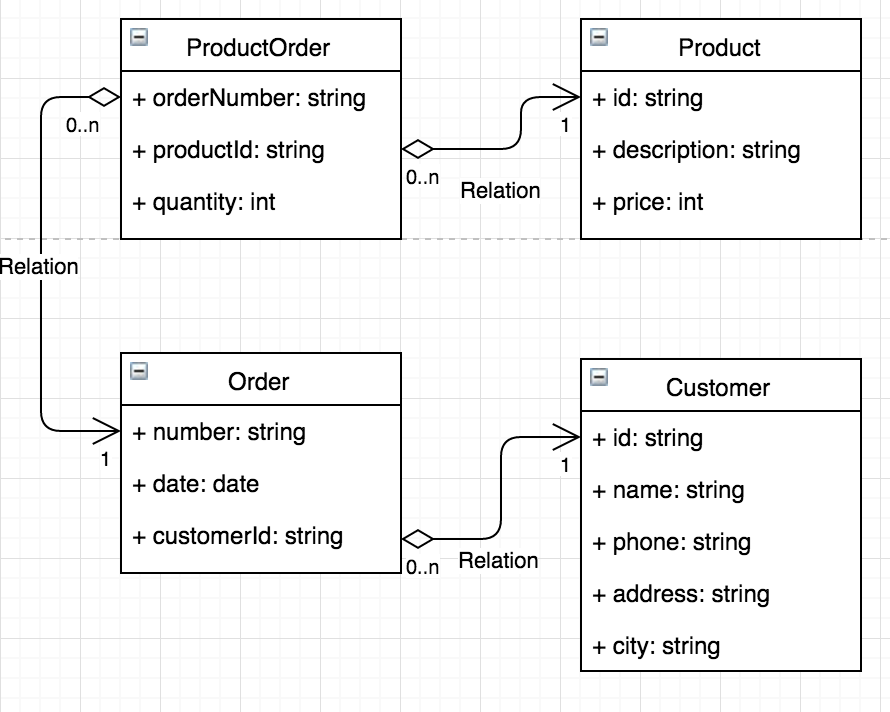 ProductOrder
+ orderNumber: string
+ productId: string
+ quantity: int
0..n
0..n
Relation
1
Product
+ id: string
+ description: string
+ price: int
Relation
Order
+ number: string
+ date: date
+ customerId: string
1
0..n
Relation
1
Customer
+ id: string
+ name: string
+ phone: string
+ address: string
+ city: string